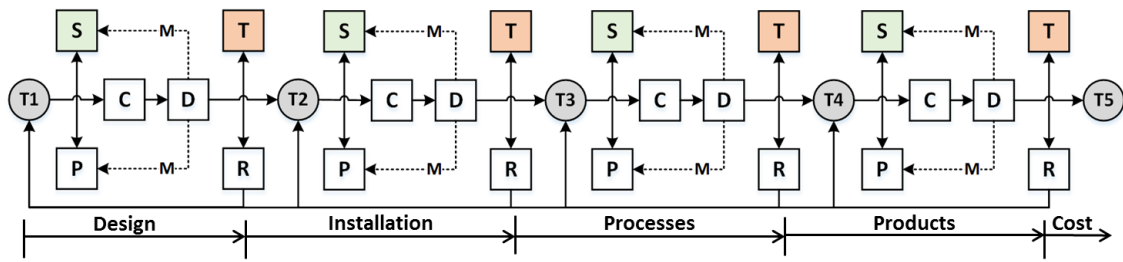 S M T S M T S M T S M T
T1 C D T2 C D T3 C D T4 C D T5
P M R P M R P M R P M R
Design Installation Processes Products Cost